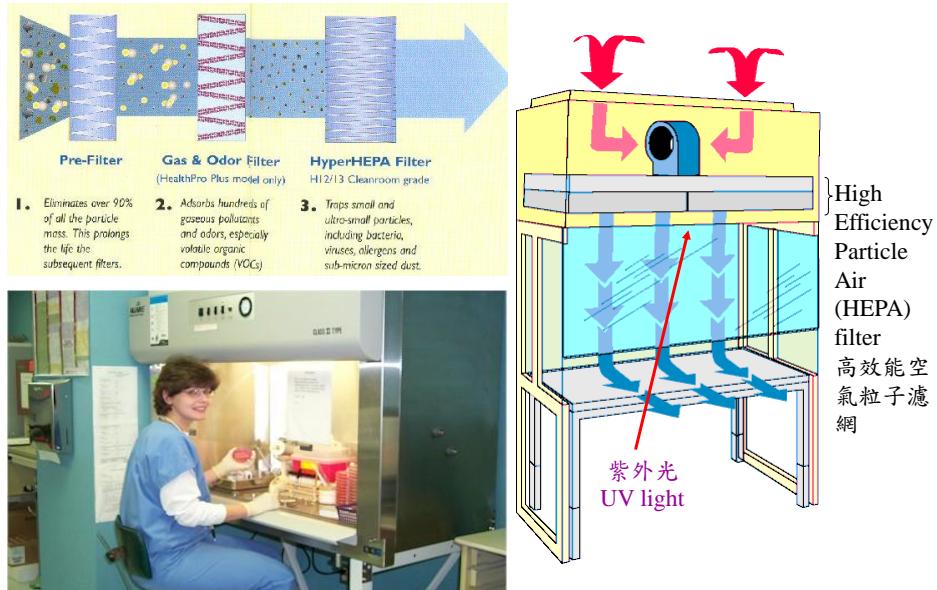 Pre-Filter
Gas & Odor Filter
(HealthPro Plus model only)
HyperHEPA Filter
H12/13 Cleanroom grade
1. Eliminates over 90%
of all the particle
mass. This prolongs
the life the
subsequent filters.
2. Adsorbs hundreds of
gaseous pollutants
and odors, especially
volatile organic
compounds (VOCs)
3. Traps small and
ultra-small particles,
including bacteria,
viruses, allergens and
sub-micron sized dust.
CLASS II TYPE
High
Efficiency
Particle
Air
(HEPA)
filter
高效能空
氣粒子濾
網
紫外光
UV light